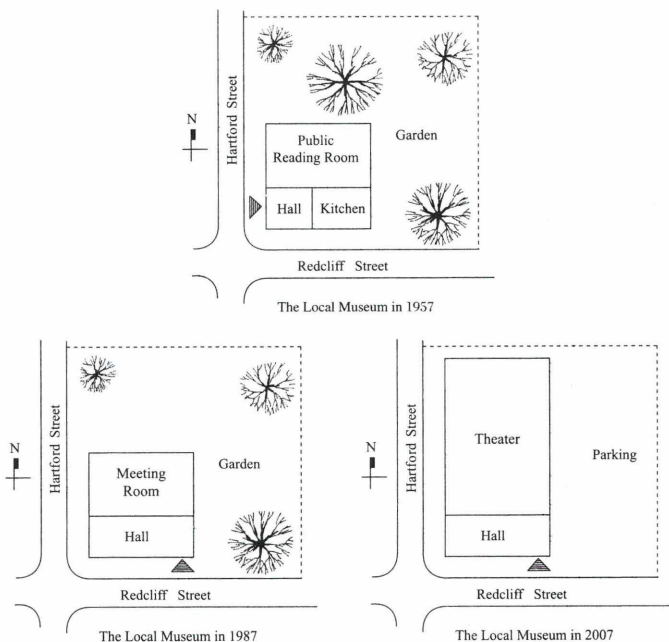 N
Hartford Street
Public
Reading Room
Garden
Hall
Kitchen
Redcliff Street
The Local Museum in 1957
N
Hartford Street
Meeting
Room
Garden
Hall
Redcliff Street
The Local Museum in 1987
N
Hartford Street
Theater
Parking
Hall
Redcliff Street
The Local Museum in 2007